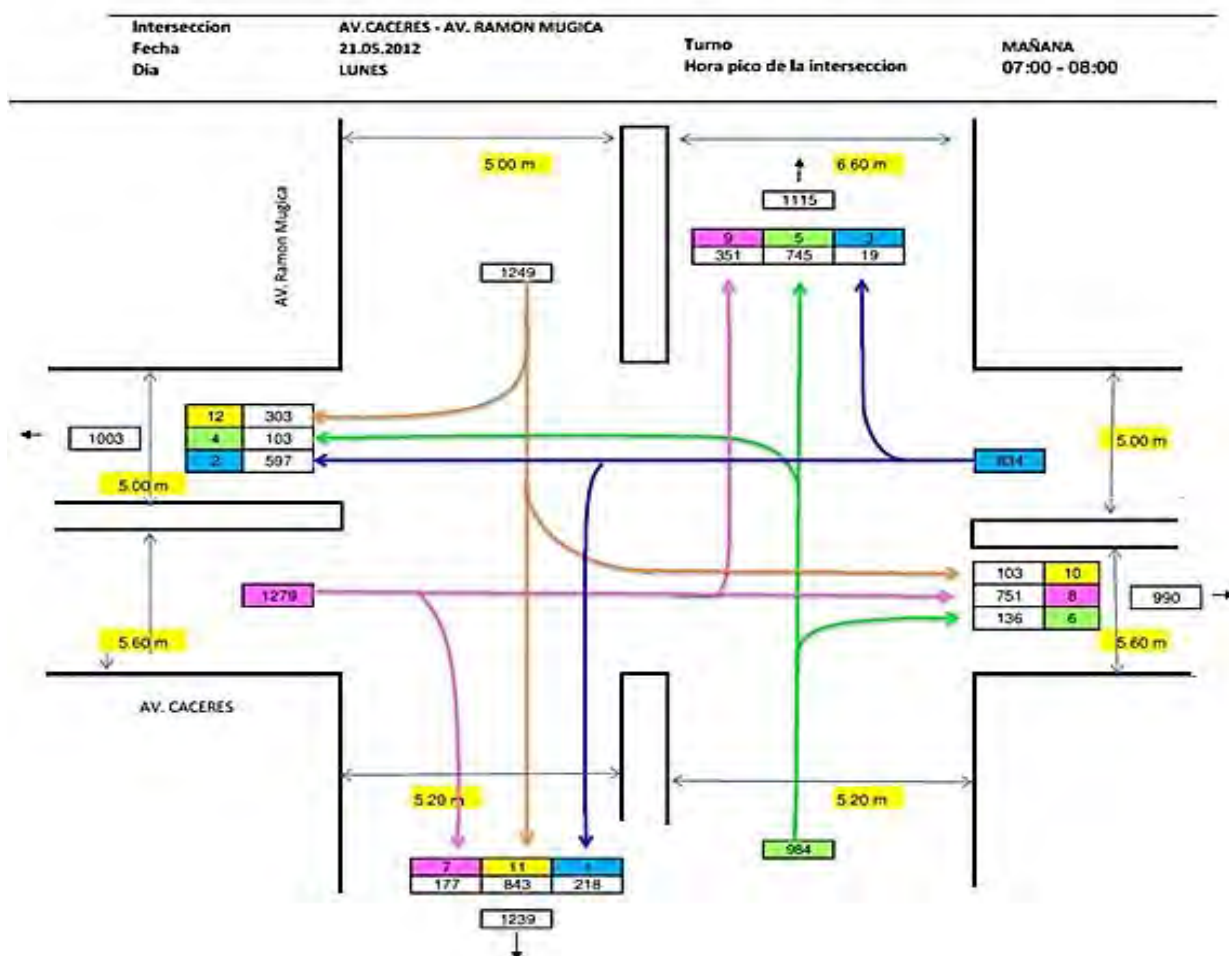 Interseccion AV.CACERES - AV. RAMON MUGICA
Fecha 21.05.2012 Turno MAÑANA
Dia LUNES Hora pico de la interseccion 07:00 - 08:00
5.00 m 6.60 m
1115
9 5 3
351 745 19
AV. Ramon Mugica
1249
12 303
1003 4 103 5.00 m
2 597 834
5.00 m
103 10
1279 751 8 990
136 6
5.60 m 5.60 m
AV. CACERES
5.20 m 5.20 m
984
7 11 1
177 843 218
1239